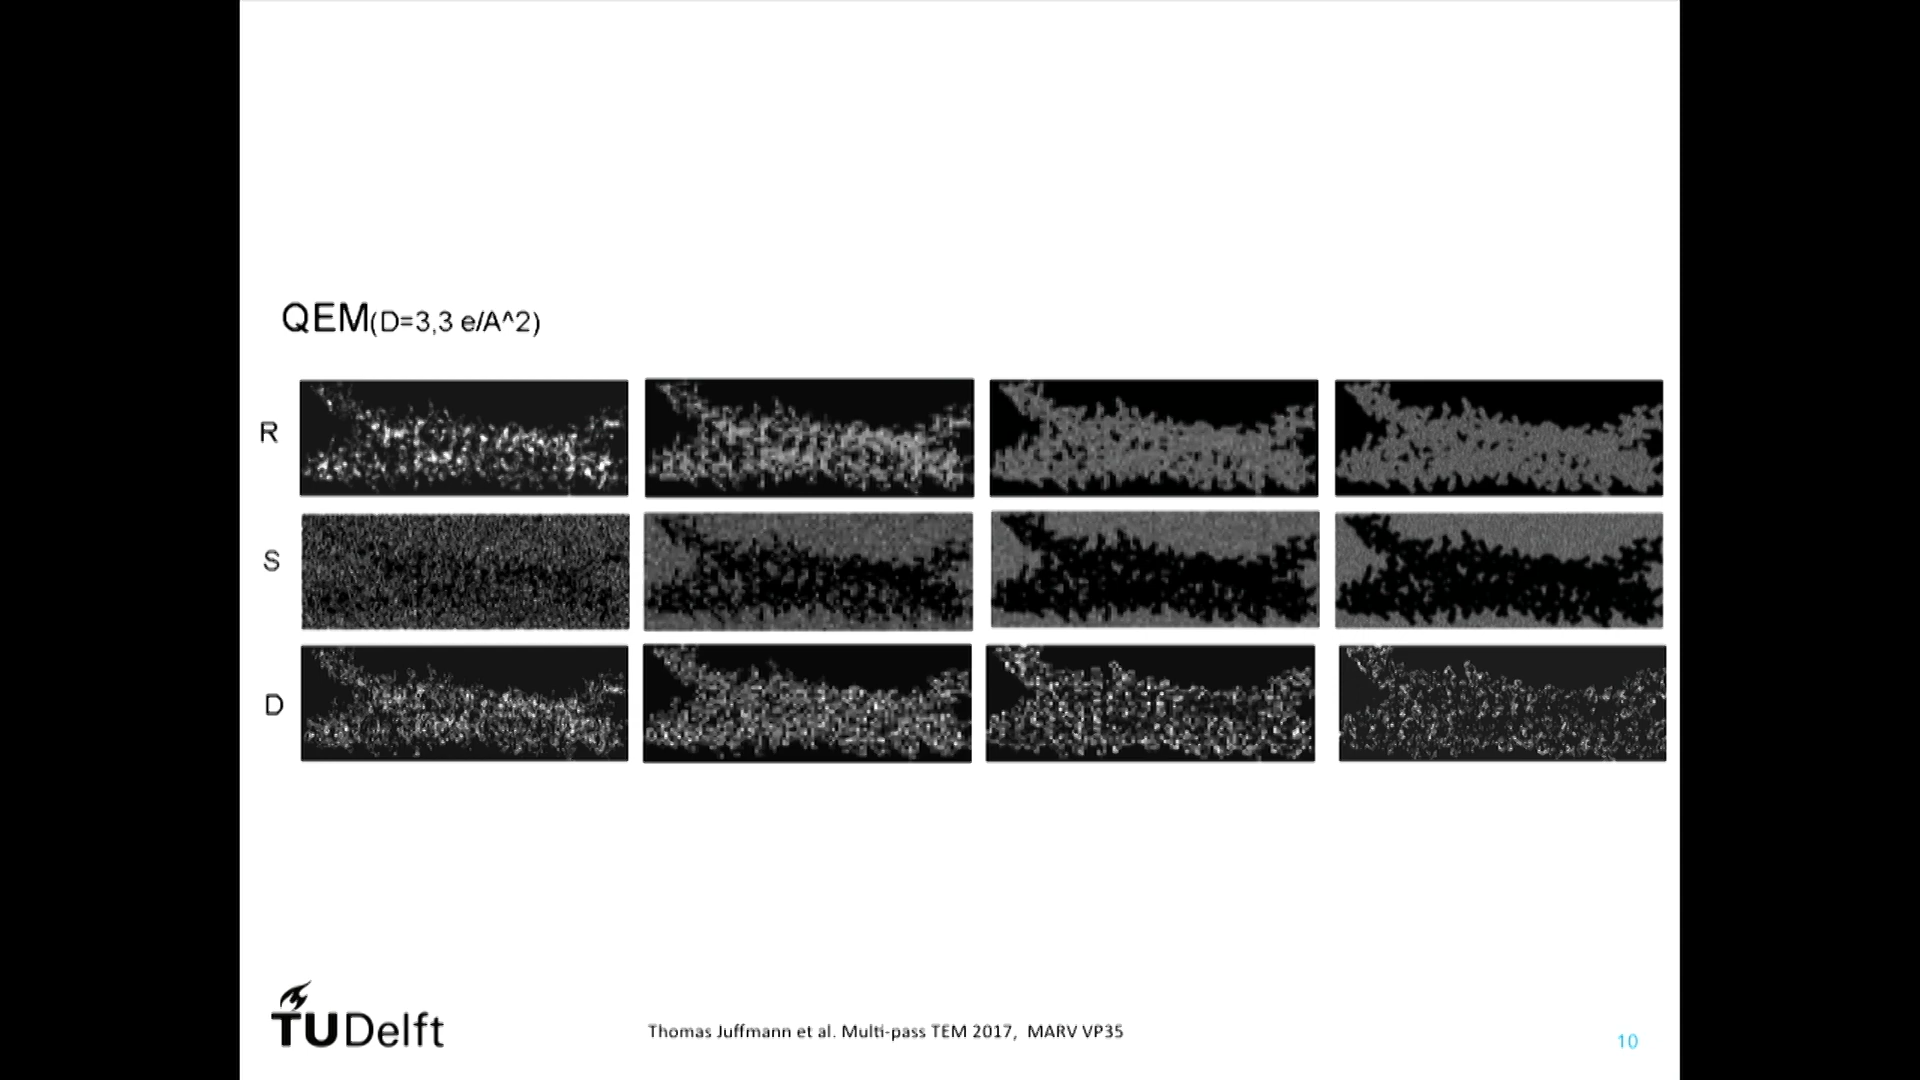 QEM(D=3,3 e/A^2)
R
S
D
TUDelft
Thomas Juffmann et al. Multi-pass TEM 2017, MARV VP35
10